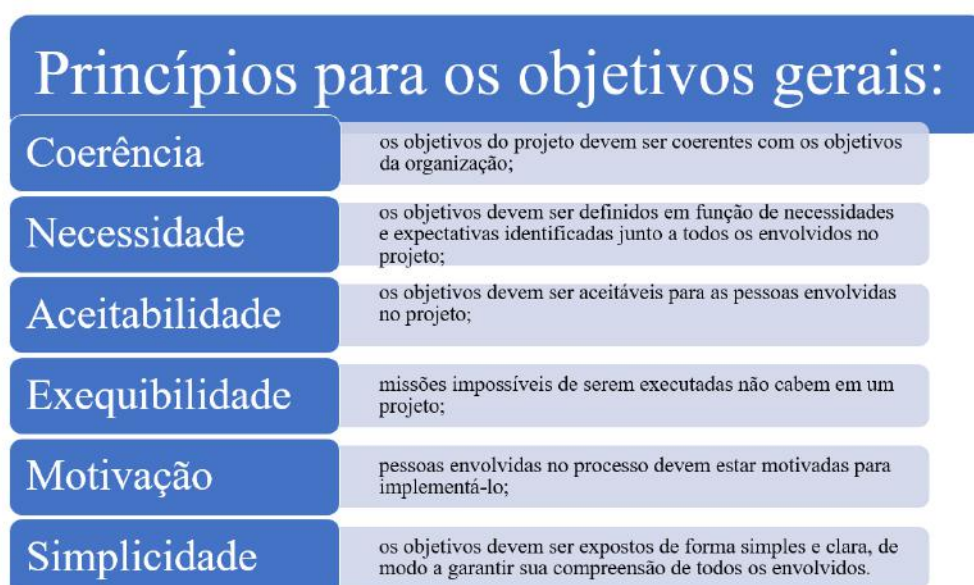 Princípios para os objetivos gerais:
Coerência
os objetivos do projeto devem ser coerentes com os objetivos
da organização;
Necessidade
os objetivos devem ser definidos em função de necessidades
e expectativas identificadas junto a todos os envolvidos no
projeto;
Aceitabilidade
os objetivos devem ser aceitáveis para as pessoas envolvidas
no projeto;
Exequibilidade
missões impossíveis de serem executadas não cabem em um
projeto;
Motivação
pessoas envolvidas no processo devem estar motivadas para
implementá-lo;
Simplicidade
os objetivos devem ser expostos de forma simples e clara, de
modo a garantir sua compreensão de todos os envolvidos.